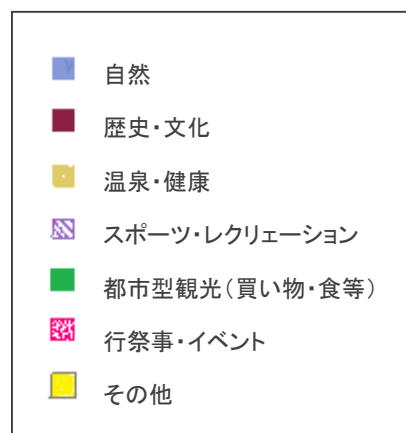 自然
歴史・文化
温泉・健康
スポーツ・レクリェーション
都市型観光（買い物・食等）
行祭事・イベント
その他